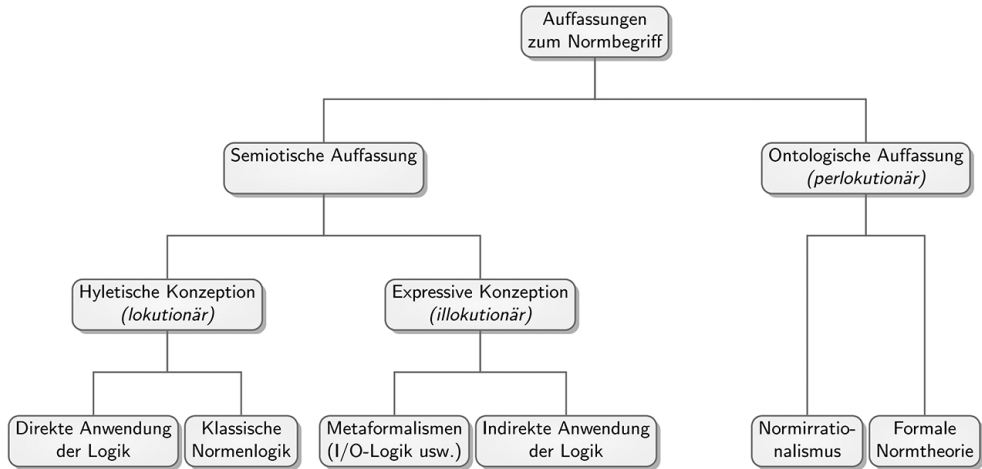 Auffassungen
zum Normbegriff
Semiotische Auffassung
Ontologische Auffassung
(perlokutionär)
Hyletische Konzeption
(lokutionär)
Expressive Konzeption
(illokutionär)
Direkte Anwendung
der Logik
Klassische
Normenlogik
Metaformalismen
(I/O-Logik usw.)
Indirekte Anwendung
der Logik
Normirratio-
nalismus
Formale
Normtheorie